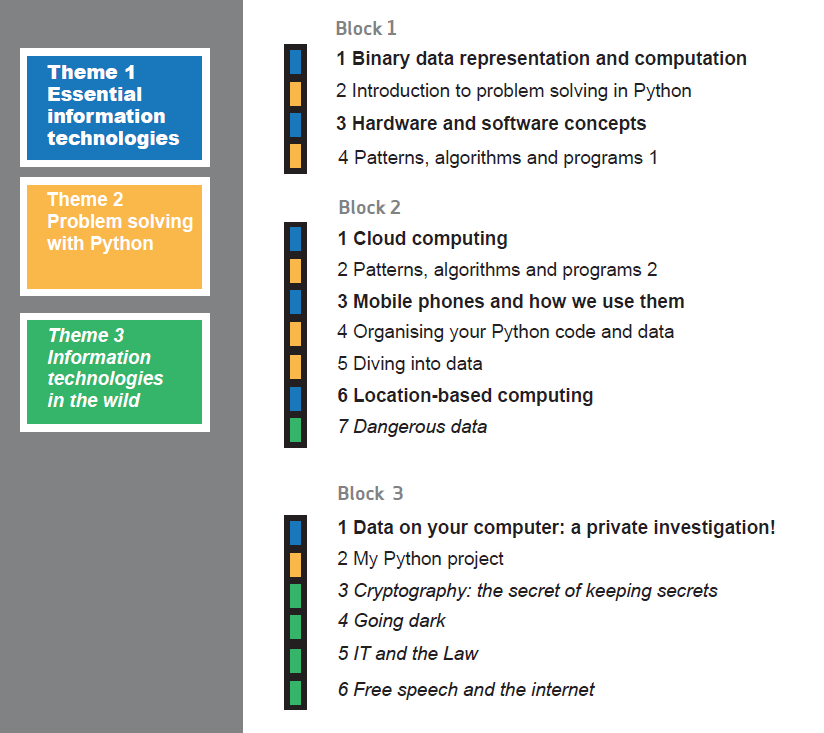 Theme 1
Essential
information
technologies
Theme 2
Problem solving
with Python
Theme 3
Information
technologies
in the wild
Block 1
1 Binary data representation and computation
2 Introduction to problem solving in Python
3 Hardware and software concepts
4 Patterns, algorithms and programs 1
Block 2
1 Cloud computing
2 Patterns, algorithms and programs 2
3 Mobile phones and how we use them
4 Organising your Python code and data
5 Diving into data
6 Location-based computing
7 Dangerous data
Block 3
1 Data on your computer: a private investigation!
2 My Python project
3 Cryptography: the secret of keeping secrets
4 Going dark
5 IT and the Law
6 Free speech and the internet